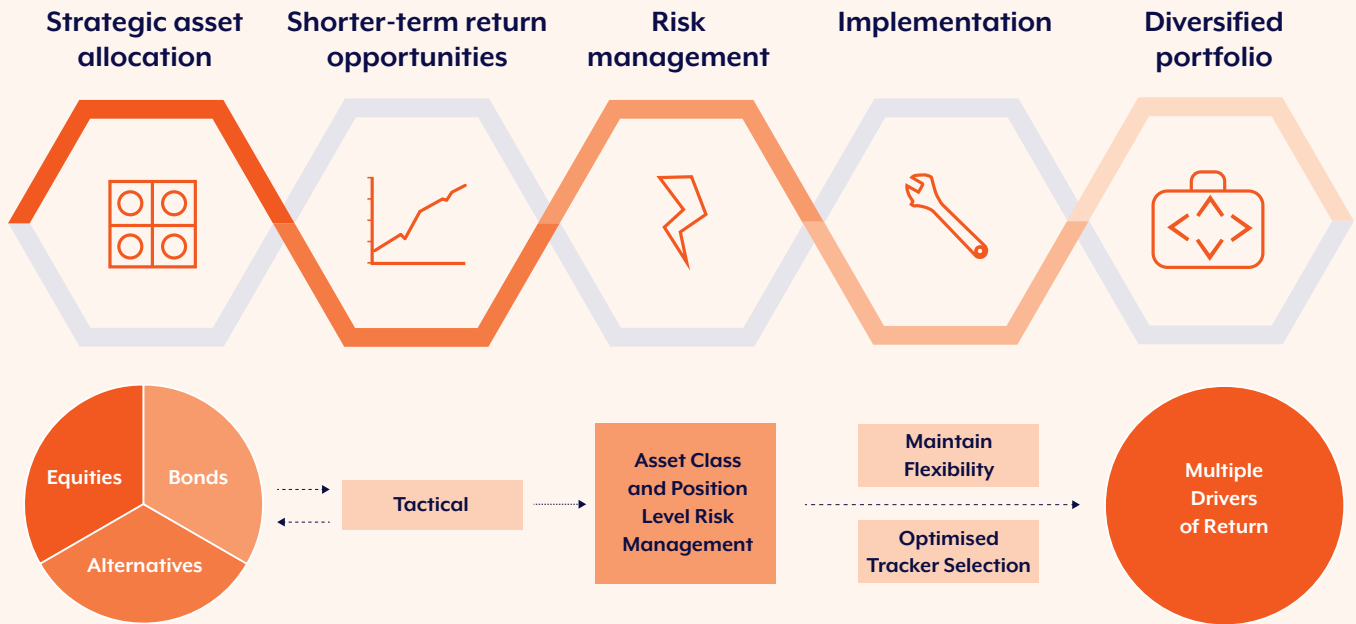 Strategic asset
allocation
Shorter-term return
opportunities
Risk
management
Implementation
Diversified
portfolio
Equities
Bonds
Alternatives
Tactical
Asset Class
and Position
Level Risk
Management
Maintain
Flexibility
Optimised
Tracker Selection
Multiple
Drivers
of Return